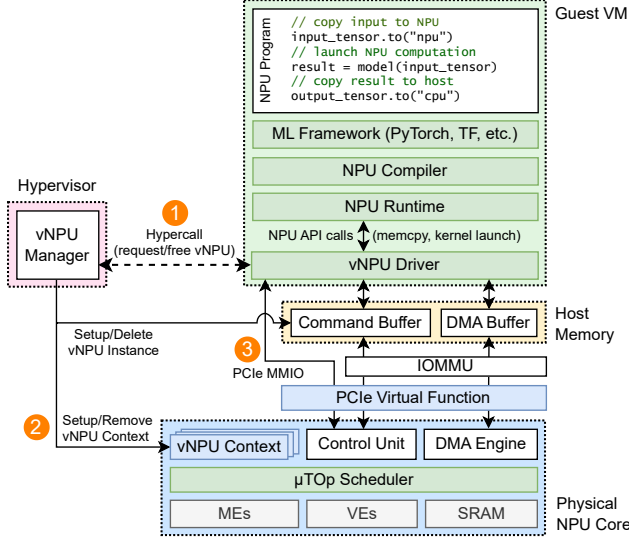 Guest VM
NPU Program
// copy input to NPU
input_tensor.to("npu")
// launch NPU computation
result = model(input_tensor)
// copy result to host
output_tensor.to("cpu")
ML Framework (PyTorch, TF, etc.)
NPU Compiler
NPU Runtime
NPU API calls
(memcpy, kernel launch)
vNPU Driver
Hypervisor
vNPU
Manager
1
Hypercall
(request/free vNPU)
Command Buffer
DMA Buffer
Host
Memory
Setup/Delete
vNPU Instance
3
PCIe MMIO
IOMMU
PCIe Virtual Function
2
Setup/Remove
vNPU Context
vNPU Context
Control Unit
DMA Engine
μTOp Scheduler
MEs
VEs
SRAM
Physical
NPU Core